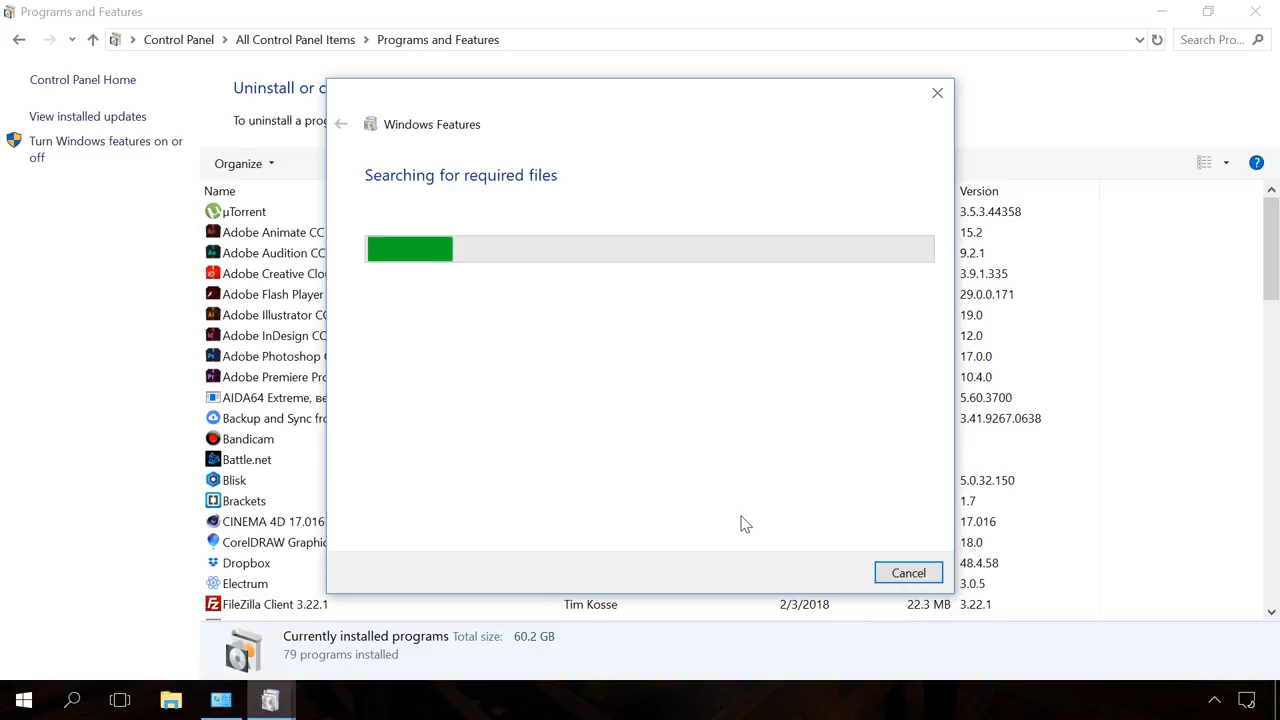 Programs and Features
Control Panel > All Control Panel Items > Programs and Features
Search Pro...
Control Panel Home
View installed updates
Turn Windows features on or
off
Uninstall or c
To uninstall a prog
Windows Features
Searching for required files
Cancel
Organize
Name
Version
µTorrent
3.5.3.44358
Adobe Animate CC
15.2
Adobe Audition CC
9.2.1
Adobe Creative Clou
3.9.1.335
Adobe Flash Player
29.0.0.171
Adobe Illustrator CC
19.0
Adobe InDesign CC
12.0
Adobe Photoshop C
17.0.0
Adobe Premiere Pro
10.4.0
AIDA64 Extreme, ве
5.60.3700
Backup and Sync fro
3.41.9267.0638
Bandicam
Battle.net
Blisk
5.0.32.150
Brackets
1.7
CINEMA 4D 17.016
17.016
CorelDRAW Graphic
18.0
Dropbox
48.4.58
Electrum
3.0.5
FileZilla Client 3.22.1 Tim Kosse 2/3/2018 22.3 MB 3.22.1
Currently installed programs Total size: 60.2 GB
79 programs installed